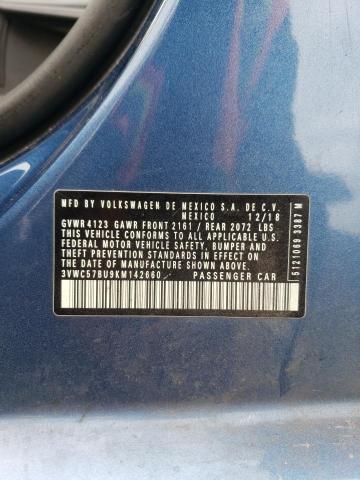 MFD BY VOLKSWAGEN DE MEXICO S.A. DE C.V.
MEXICO 12/18
GVWR 4123 GAWR FRONT 2161 / REAR 2072 LBS
THIS VEHICLE CONFORMS TO ALL APPLICABLE U.S.
FEDERAL MOTOR VEHICLE SAFETY, BUMPER AND
THEFT PREVENTION STANDARDS IN EFFECT ON THE
DATE OF MANUFACTURE SHOWN ABOVE.
3VWC57BU9KM142660 PASSENGER CAR
5121069 3387 M